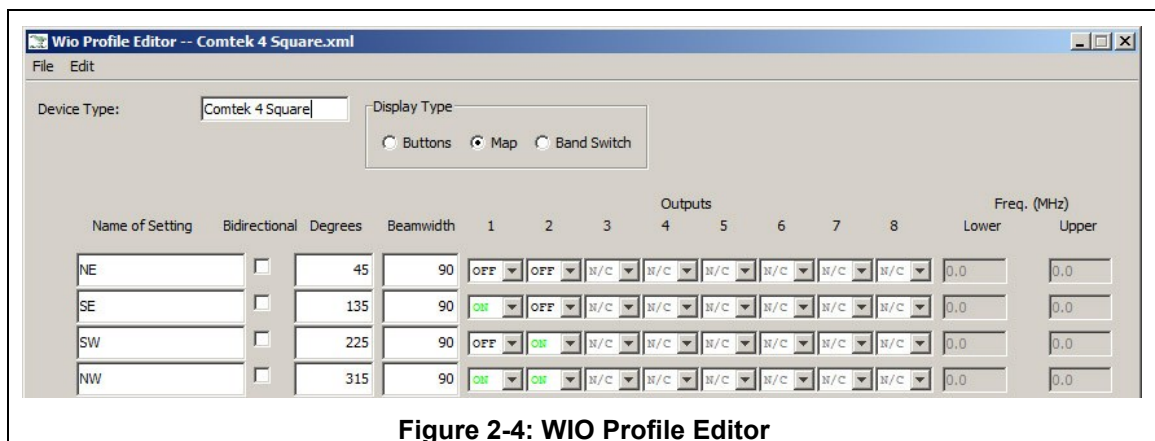 Wio Profile Editor -- Comtek 4 Square.xml
File Edit
Device Type: Comtek 4 Square
Display Type
Buttons Map Band Switch
Outputs Freq. (MHz)
Name of Setting Bidirectional Degrees Beamwidth 1 2 3 4 5 6 7 8 Lower Upper
NE 45 90 OFF OFF N/C N/C N/C N/C N/C N/C 0.0 0.0
SE 135 90 ON OFF N/C N/C N/C N/C N/C N/C 0.0 0.0
SW 225 90 OFF ON N/C N/C N/C N/C N/C N/C 0.0 0.0
NW 315 90 ON ON N/C N/C N/C N/C N/C N/C 0.0 0.0
Figure 2-4: WIO Profile Editor